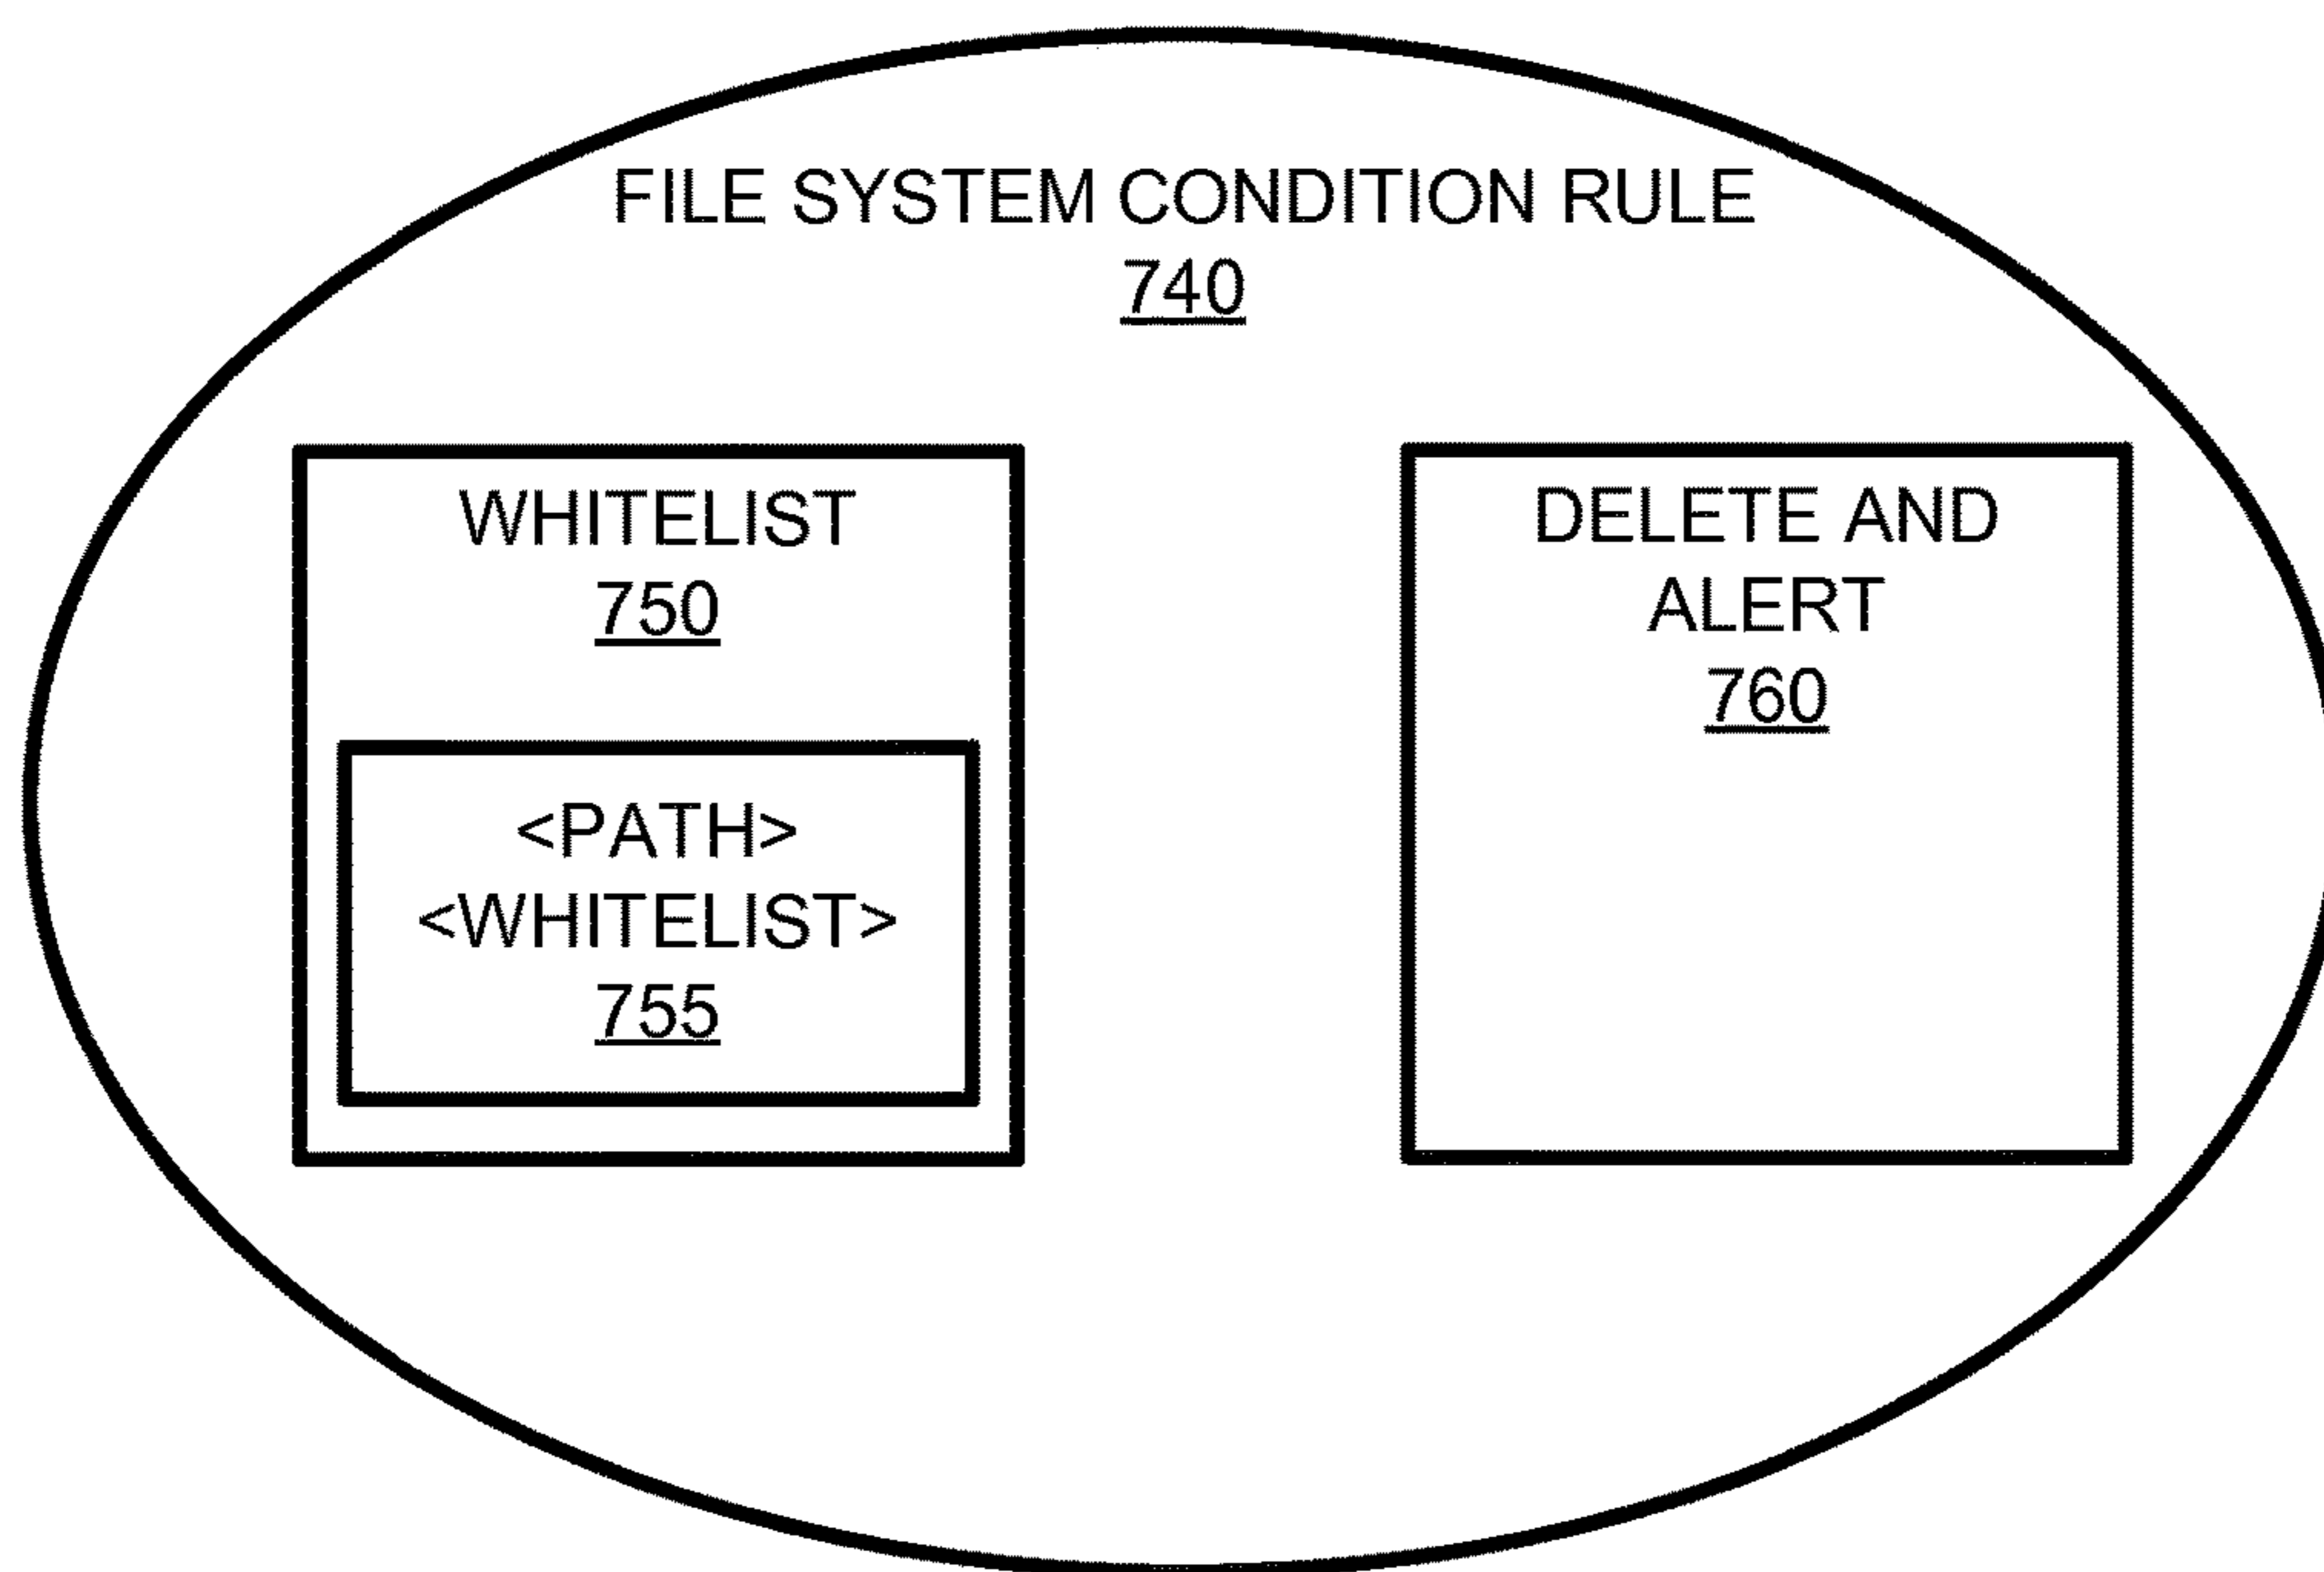 FILE SYSTEM CONDITION RULE
740
WHITELIST
750
<PATH>
<WHITELIST>
755
DELETE AND
ALERT
760